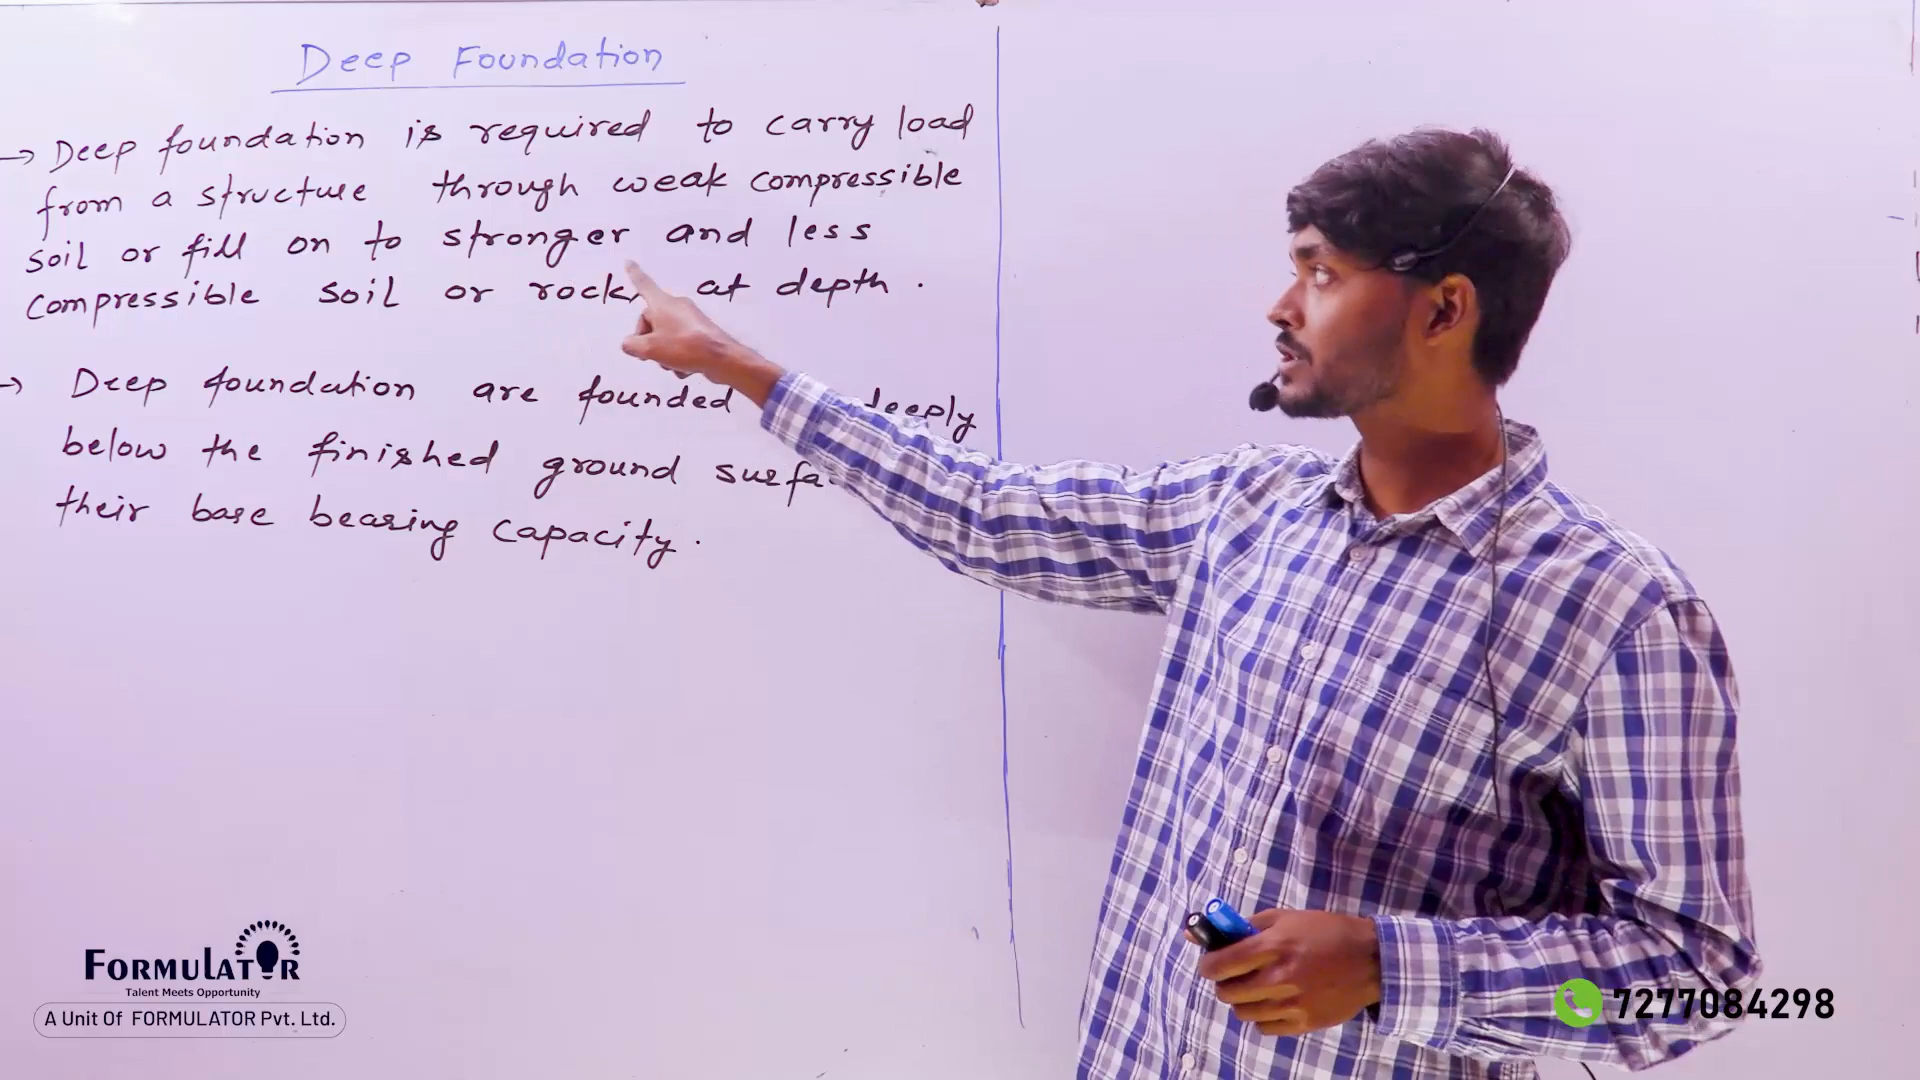 Deep Foundation
→ Deep foundation is required to carry load
from a structure through weak compressible
soil or fill on to stronger and less
compressible soil or rock, at depth.
→ Deep foundation are founded deeply
below the finished ground surfa
their base bearing capacity.
FORMULATOR
Talent Meets Opportunity
A Unit Of FORMULATOR Pvt. Ltd.
7277084298